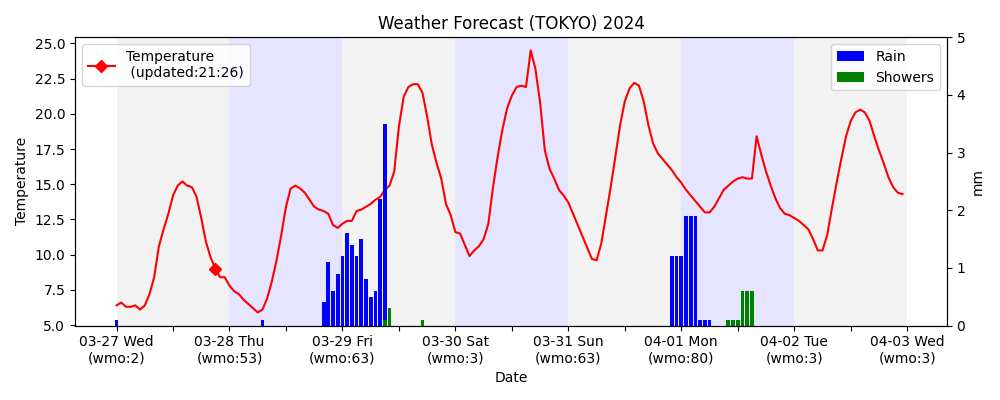 Weather Forecast (TOKYO) 2024
Temperature
(updated:21:26)
Rain
Showers
Temperature
25.0
22.5
20.0
17.5
15.0
12.5
10.0
7.5
5.0
5
4
3
2
1
0
mm
03-27 Wed
(wmo:2)
03-28 Thu
(wmo:53)
03-29 Fri
(wmo:63)
03-30 Sat
(wmo:3)
03-31 Sun
(wmo:63)
04-01 Mon
(wmo:80)
04-02 Tue
(wmo:3)
04-03 Wed
(wmo:3)
Date